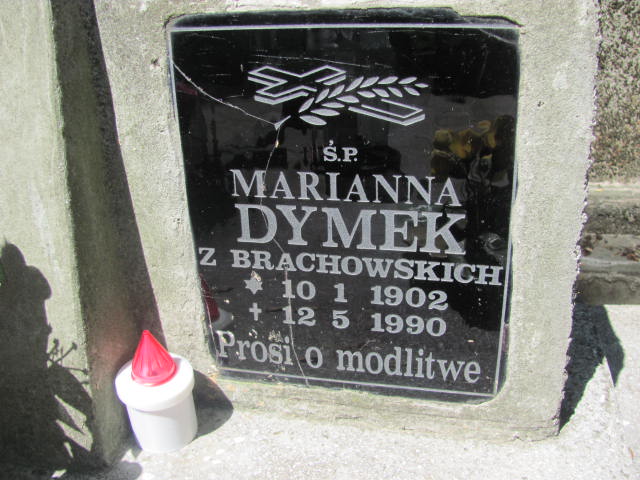 Ś.P.
MARIANNA
DYMEK
Z BRACHOWSKICH
* 10 1 1902
+ 12 5 1990
Prosi o modlitwe